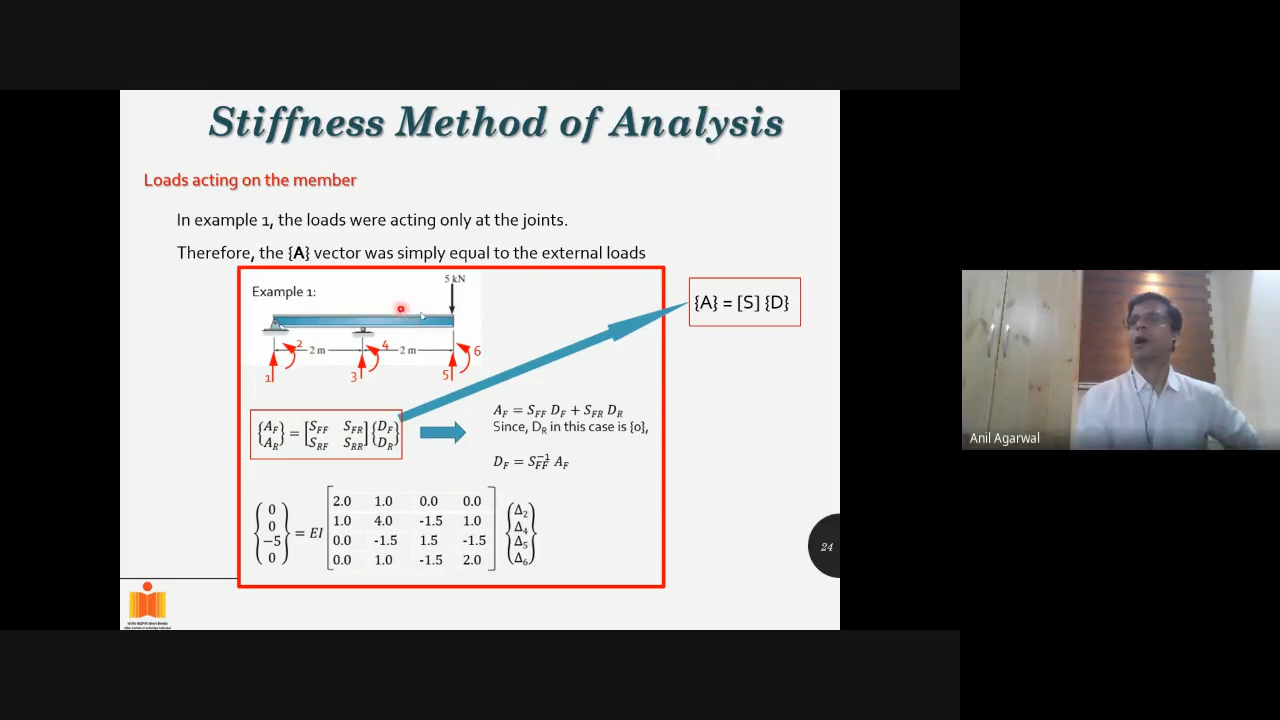 Stiffness Method of Analysis
Loads acting on the member
In example 1, the loads were acting only at the joints.
Therefore, the {A} vector was simply equal to the external loads
5 kN
Example 1:
{A} = [S] {D}
2 4 6
2 m 2 m
1 3 5
{A_F A_R} = [S_FF S_FR S_RF S_RR] {D_F D_R}
A_F = S_FF D_F + S_FR D_R
Since, D_R in this case is {0},
D_F = S_FF^-1 A_F
0 2.0 1.0 0.0 0.0 Δ_2
0 1.0 4.0 -1.5 1.0 Δ_4
= EI
−5 0.0 -1.5 1.5 -1.5 Δ_5
0 0.0 1.0 -1.5 2.0 Δ_6
24
Anil Agarwal